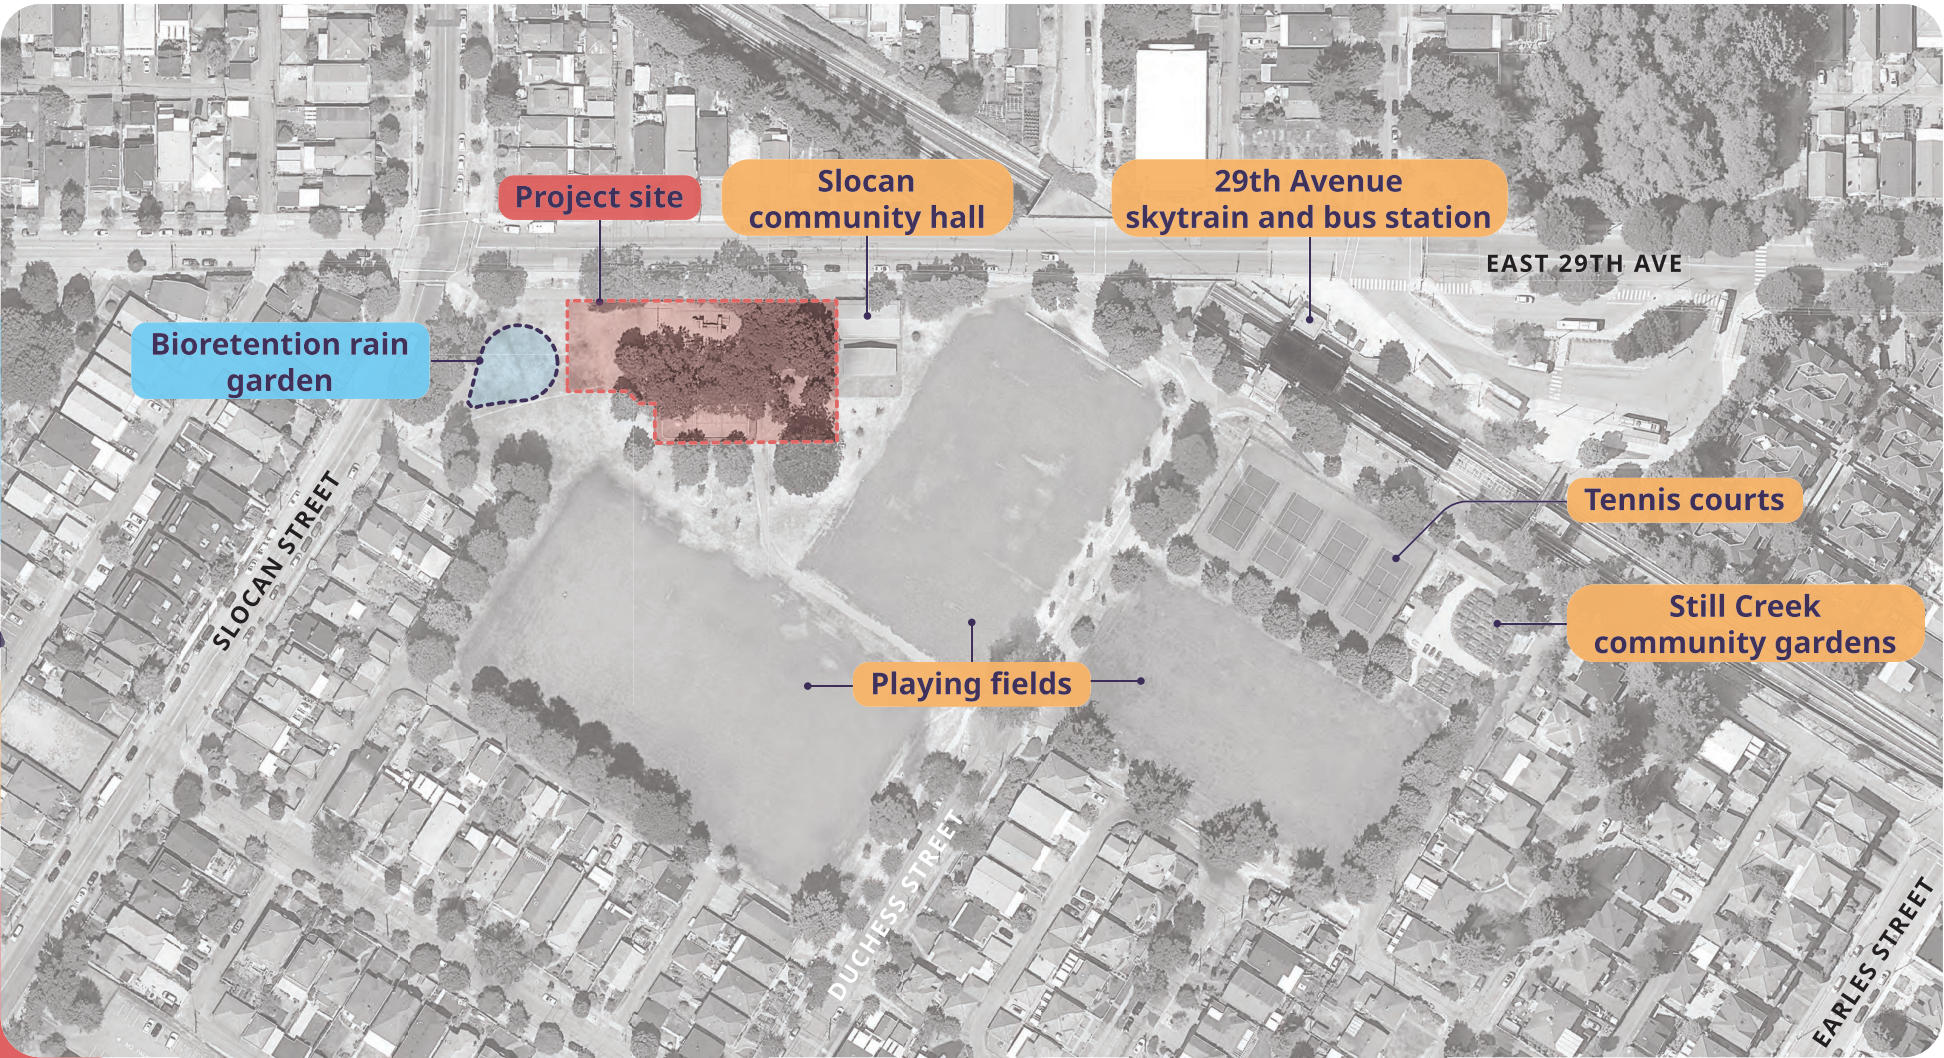 Project site
Slocan
community hall
29th Avenue
skytrain and bus station
EAST 29TH AVE
Bioretention rain
garden
SLOCAN STREET
Tennis courts
Still Creek
community gardens
Playing fields
DUCHESS STREET
EARLES STREET